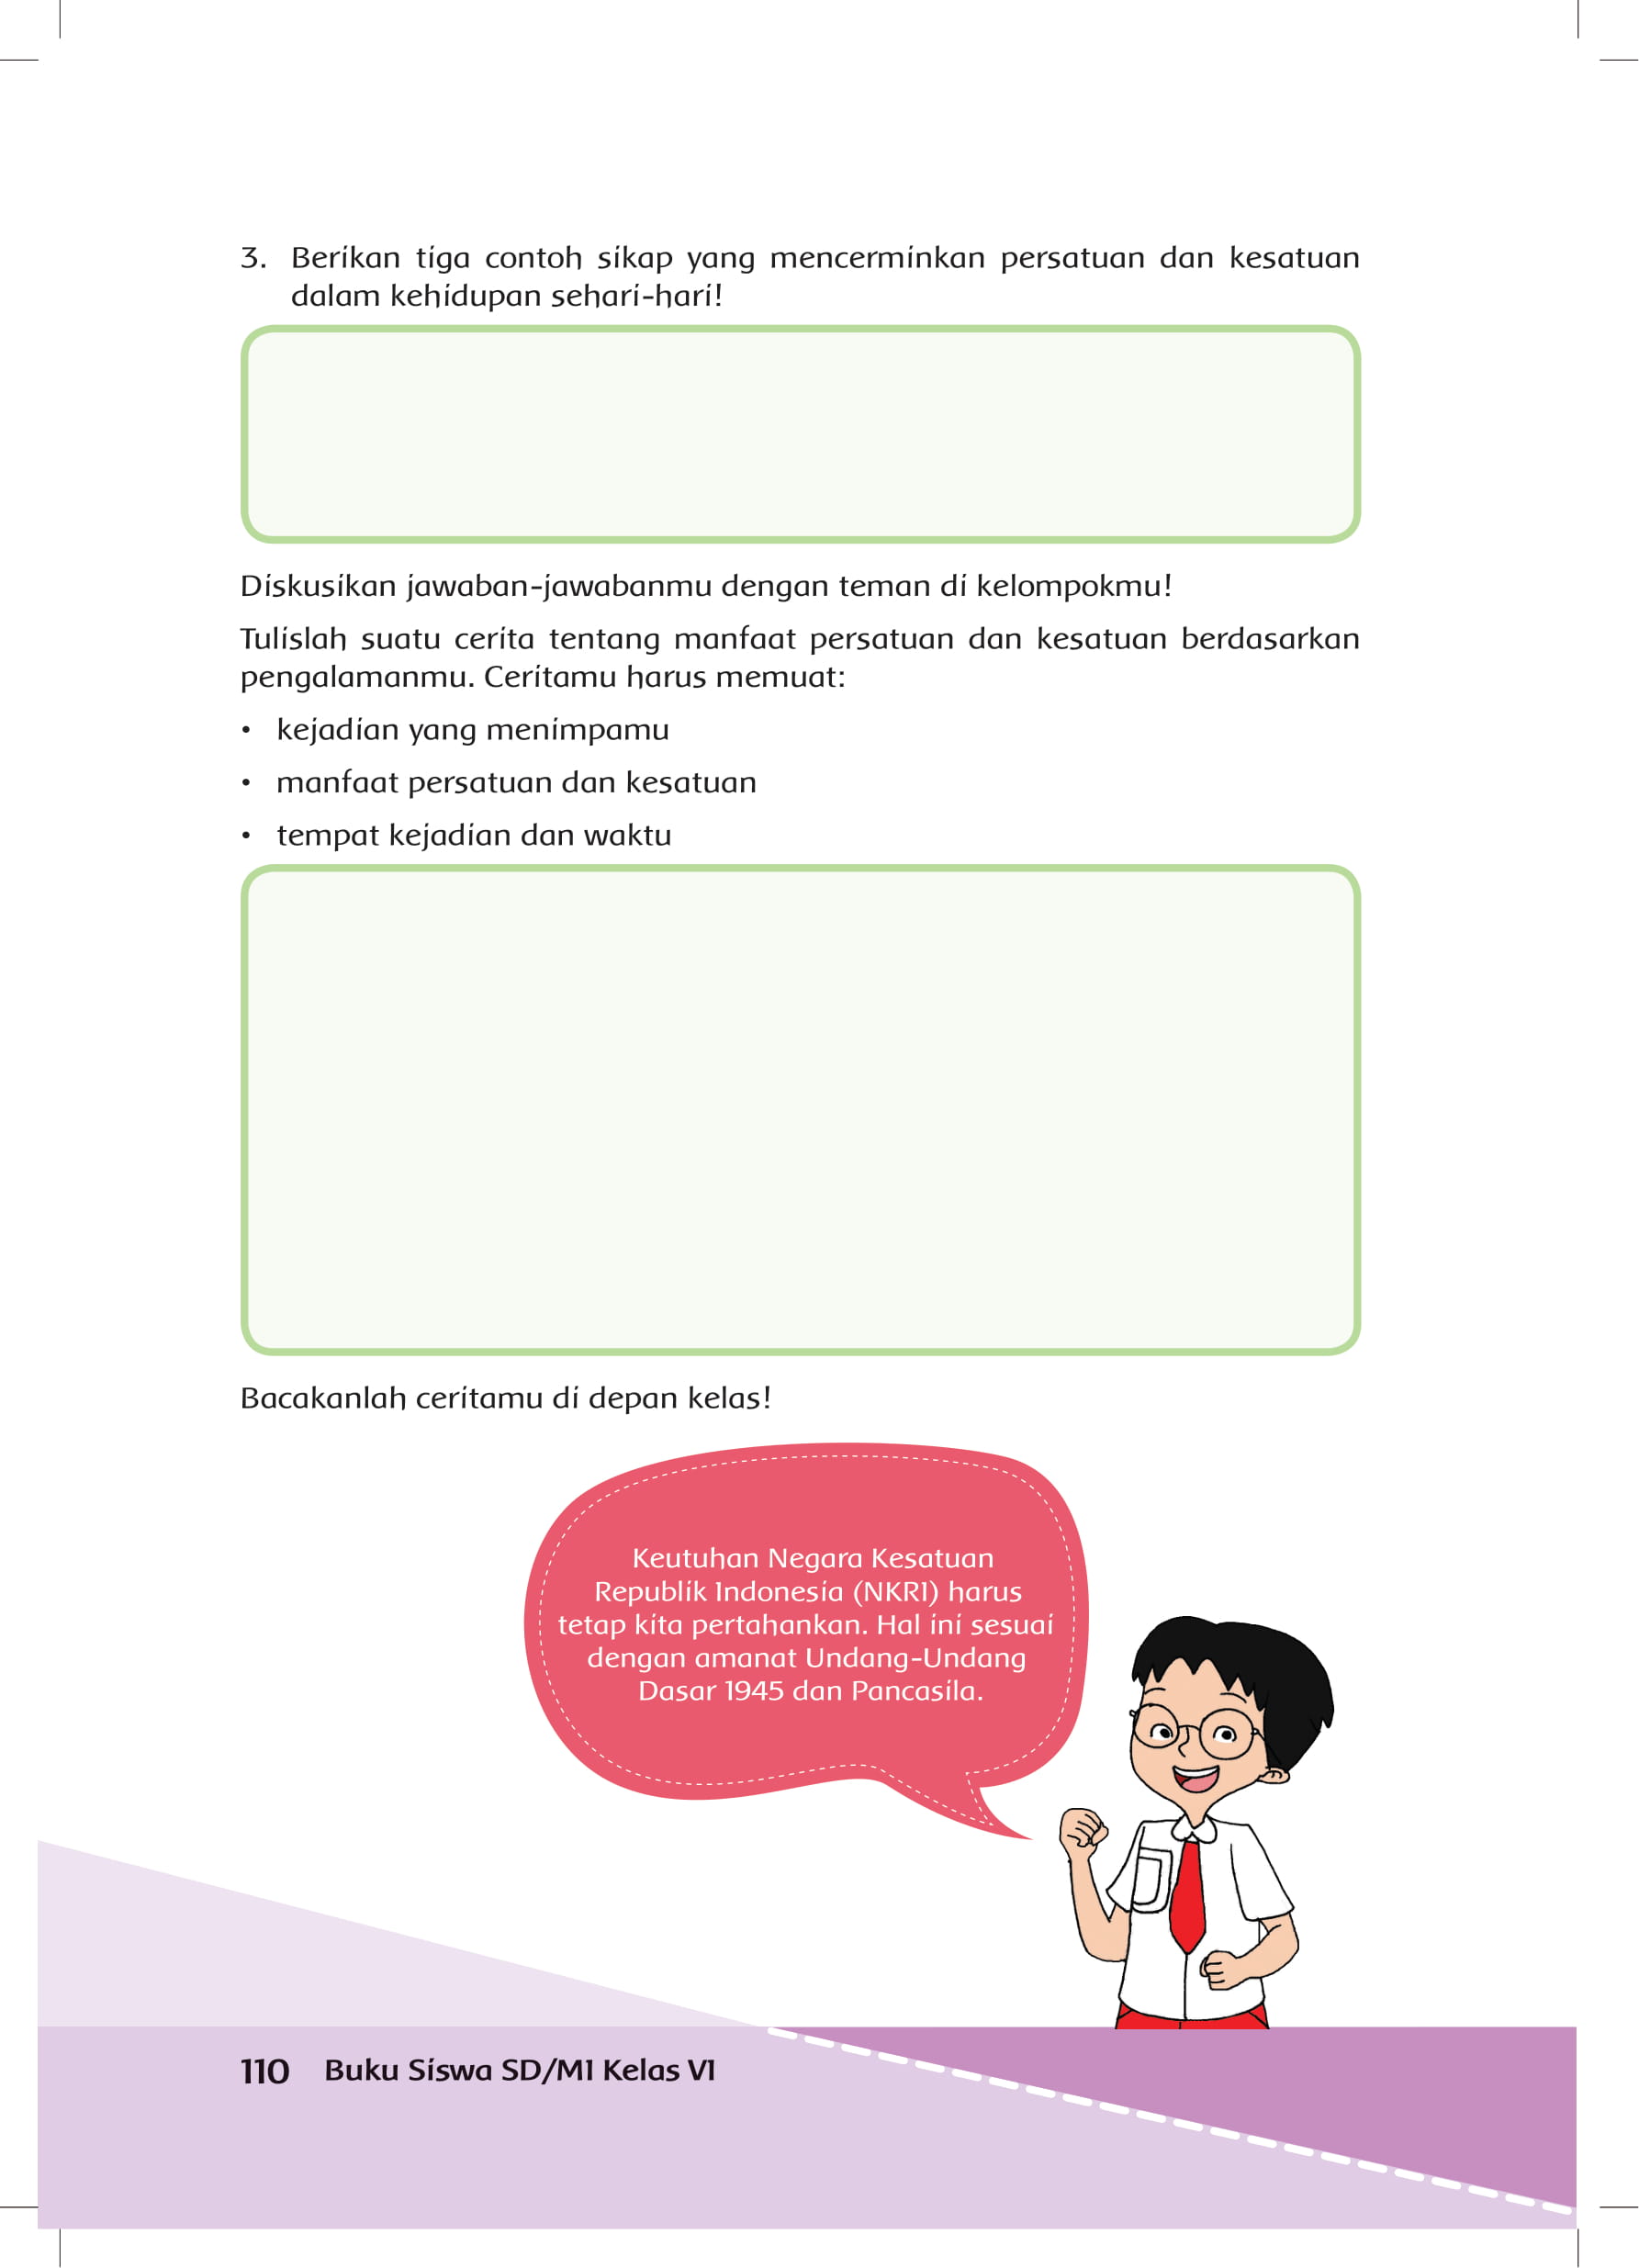 3. Berikan tiga contoh sikap yang mencerminkan persatuan dan kesatuan
dalam kehidupan sehari-hari!
Diskusikan jawaban-jawabanmu dengan teman di kelompokmu!
Tulislah suatu cerita tentang manfaat persatuan dan kesatuan berdasarkan
pengalamanmu. Ceritamu harus memuat:
• kejadian yang menimpamu
• manfaat persatuan dan kesatuan
• tempat kejadian dan waktu
Bacakanlah ceritamu di depan kelas!
Keutuhan Negara Kesatuan
Republik Indonesia (NKRI) harus
tetap kita pertahankan. Hal ini sesuai
dengan amanat Undang-Undang
Dasar 1945 dan Pancasila.
110 Buku Siswa SD/MI Kelas VI